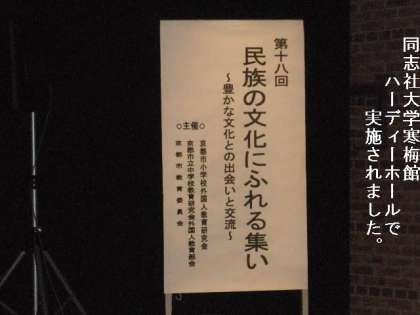 同志社大学寒梅館
ハーディーホールで
実施されました。
第十八回
民族の文化にふれる集い
～豊かな文化との出会いと交流～
◇主催◇
京都市小学校外国人教育研究会
京都市立中学校教育研究会外国人教育部会
京都市教育委員会